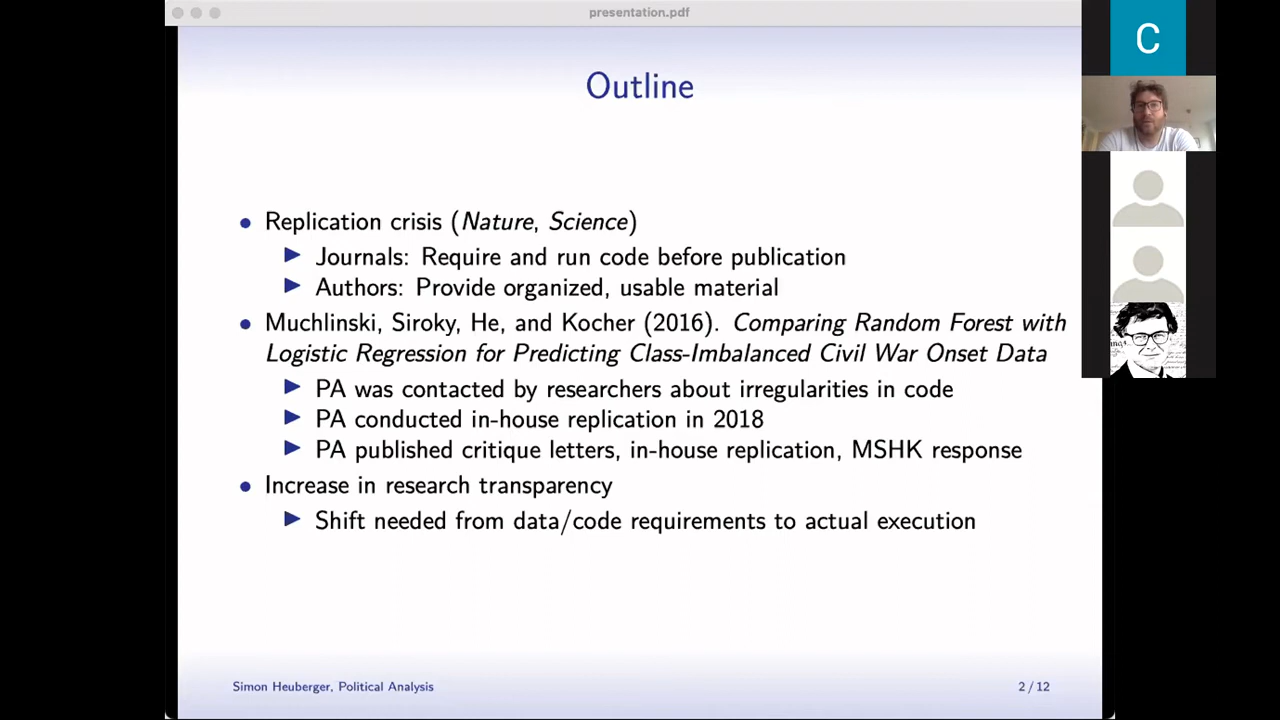 presentation.pdf
C
Outline
• Replication crisis (Nature, Science)
▶ Journals: Require and run code before publication
▶ Authors: Provide organized, usable material
• Muchlinski, Siroky, He, and Kocher (2016). Comparing Random Forest with
Logistic Regression for Predicting Class-Imbalanced Civil War Onset Data
▶ PA was contacted by researchers about irregularities in code
▶ PA conducted in-house replication in 2018
▶ PA published critique letters, in-house replication, MSHK response
• Increase in research transparency
▶ Shift needed from data/code requirements to actual execution
Simon Heuberger, Political Analysis
2 / 12